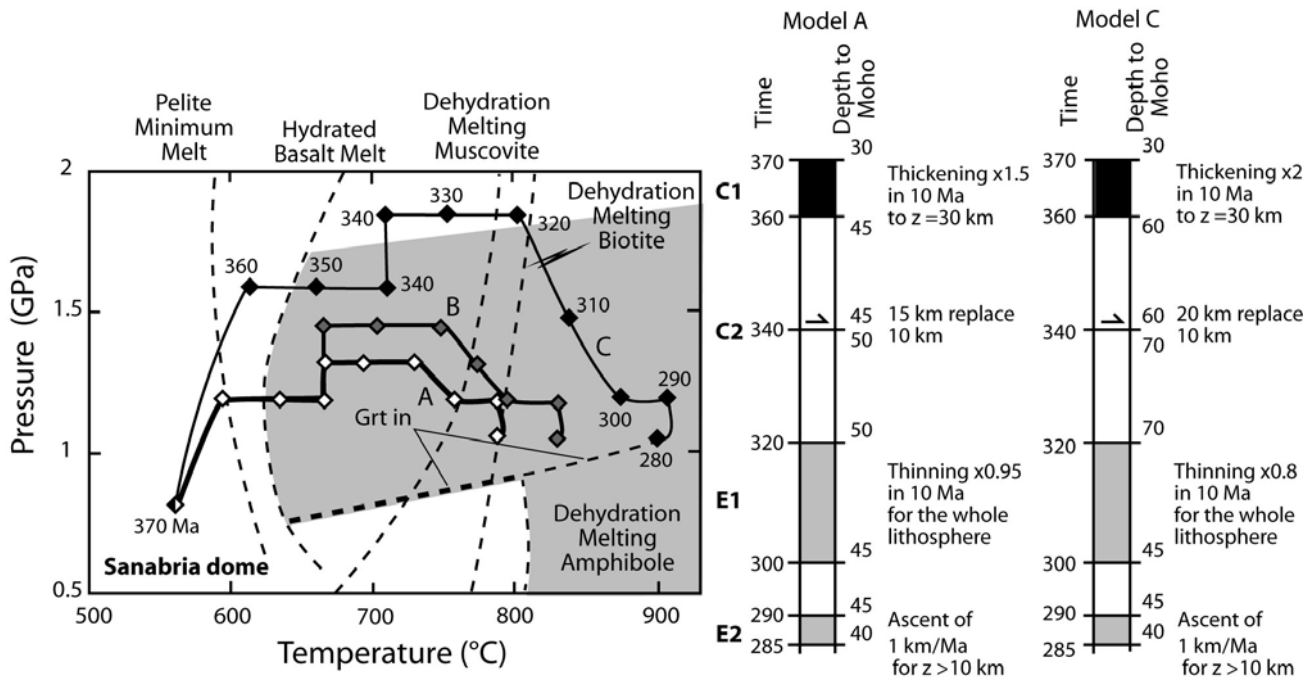 Pelite
Minimum
Melt
Hydrated
Basalt Melt
Dehydration
Melting
Muscovite
Dehydration
Melting
Biotite
Pressure (GPa)
2
1.5
1
0.5
360
350
340
340
330
320
310
300
290
280
370 Ma
A
B
C
Grt in
Sanabria dome
Dehydration
Melting
Amphibole
500
600
700
800
900
Temperature (°C)
Model A
Time
Depth to
Moho
C1
C2
E1
E2
370
360
340
320
300
290
285
30
45
45
50
50
45
45
40
Thickening x1.5
in 10 Ma
to z =30 km
15 km replace
10 km
Thinning x0.95
in 10 Ma
for the whole
lithosphere
Ascent of
1 km/Ma
for z >10 km
Model C
Time
Depth to
Moho
370
360
340
320
300
290
285
30
60
60
70
70
45
45
40
Thickening x2
in 10 Ma
to z =30 km
20 km replace
10 km
Thinning x0.8
in 10 Ma
for the whole
lithosphere
Ascent of
1 km/Ma
for z >10 km